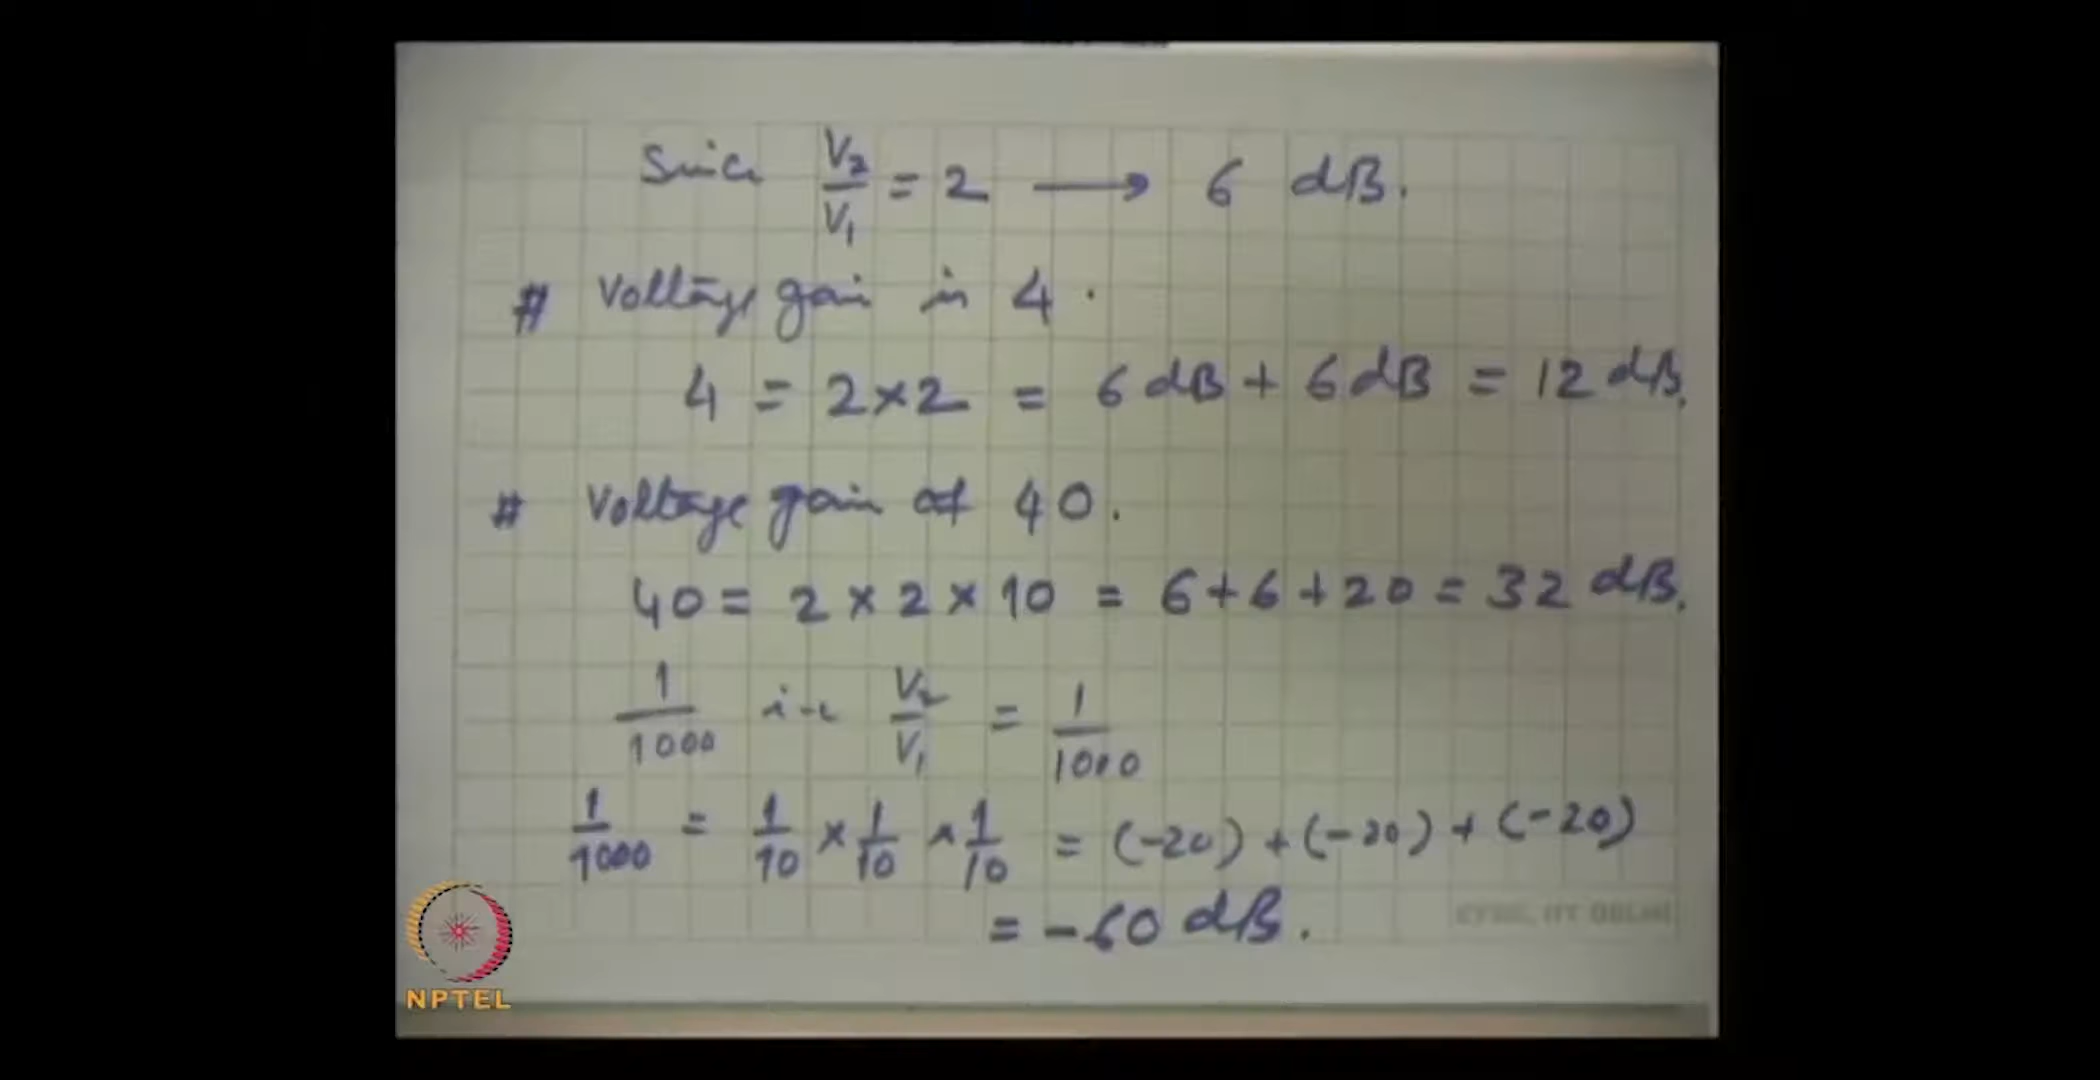 Since V2/V1 = 2 → 6 dB.
# Voltage gain is 4.
4 = 2×2 = 6 dB + 6 dB = 12 dB.
# Voltage gain of 40.
40 = 2 × 2 × 10 = 6+6+20 = 32 dB.
1/1000 i.e V2/V1 = 1/1000
1/1000 = 1/10 × 1/10 × 1/10 = (-20) + (-20) + (-20)
= -60 dB.
NPTEL